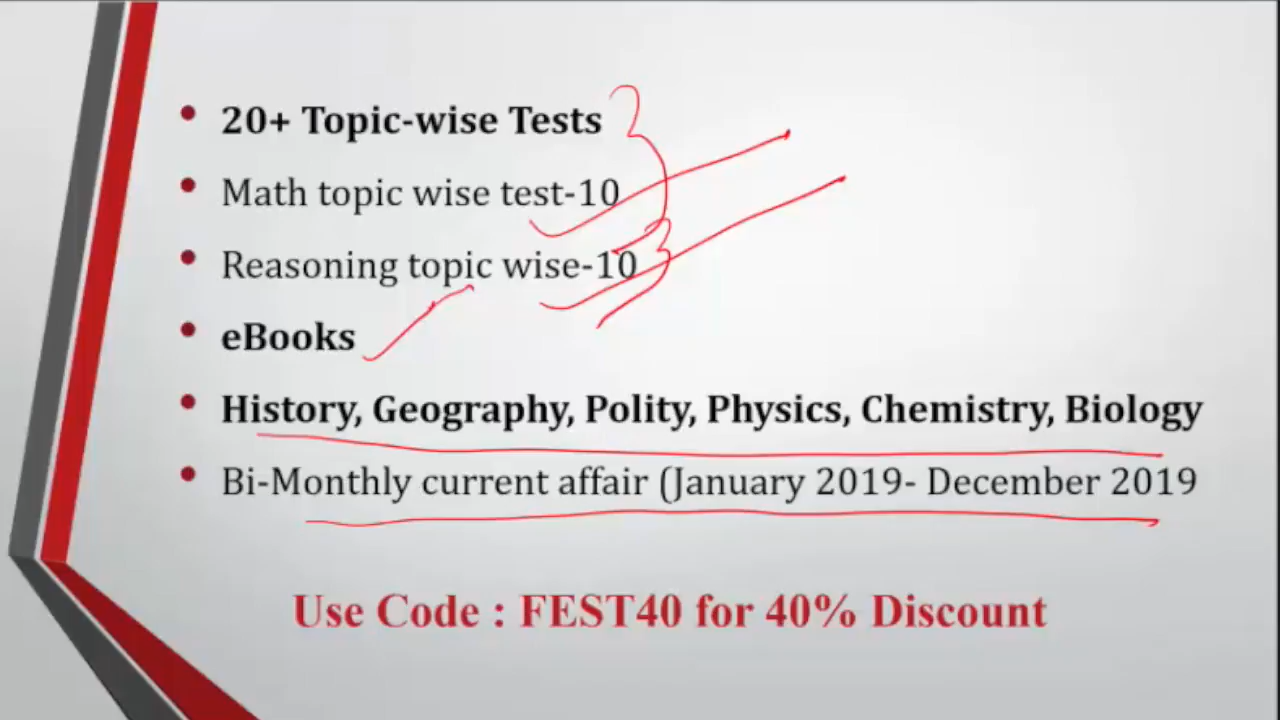 • 20+ Topic-wise Tests
• Math topic wise test-10
• Reasoning topic wise-10
• eBooks
• History, Geography, Polity, Physics, Chemistry, Biology
• Bi-Monthly current affair (January 2019- December 2019
Use Code : FEST40 for 40% Discount